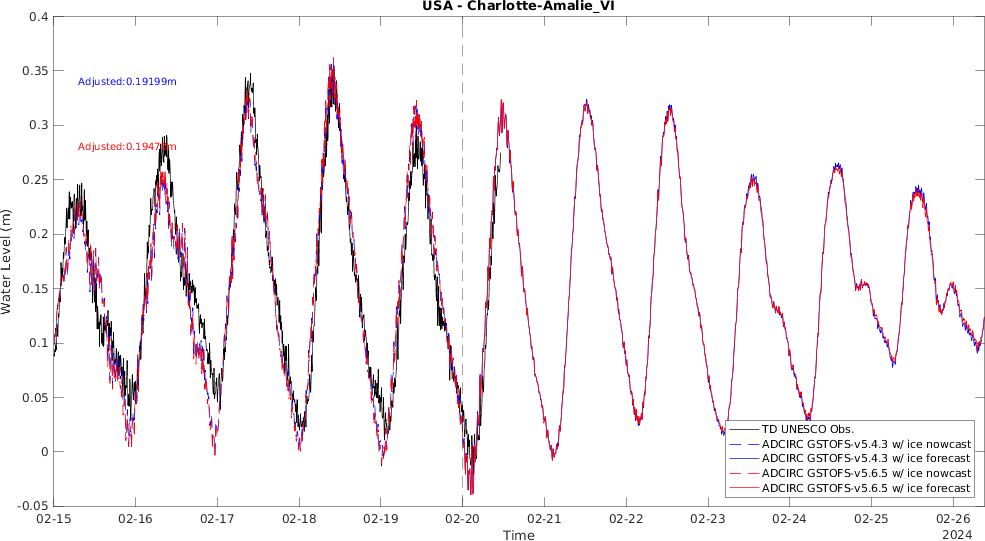 USA - Charlotte-Amalie_VI
0.4
0.35
Adjusted:0.19199m
0.3
Adjusted:0.1947 m
0.25
0.2
Water Level (m)
0.15
0.1
0.05
0
-0.05
TD UNESCO Obs.
ADCIRC GSTOFS-v5.4.3 w/ ice nowcast
ADCIRC GSTOFS-v5.4.3 w/ ice forecast
ADCIRC GSTOFS-v5.6.5 w/ ice nowcast
ADCIRC GSTOFS-v5.6.5 w/ ice forecast
02-15 02-16 02-17 02-18 02-19 02-20 02-21 02-22 02-23 02-24 02-25 02-26
Time
2024